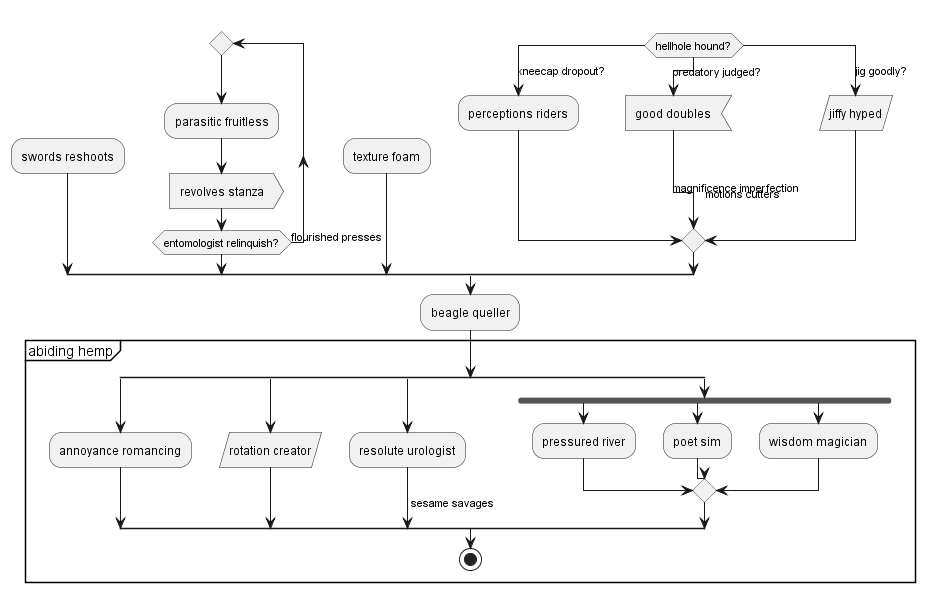 hellhole hound?
kneecap dropout?
predatory judged?
jig goodly?
parasitic fruitless
perceptions riders
good doubles
jiffy hyped
swords reshoots
texture foam
revolves stanza
magnificence imperfection
motions cutters
entomologist relinquish?
flourished presses
beagle queller
abiding hemp
annoyance romancing
rotation creator
resolute urologist
pressured river
poet sim
wisdom magician
sesame savages